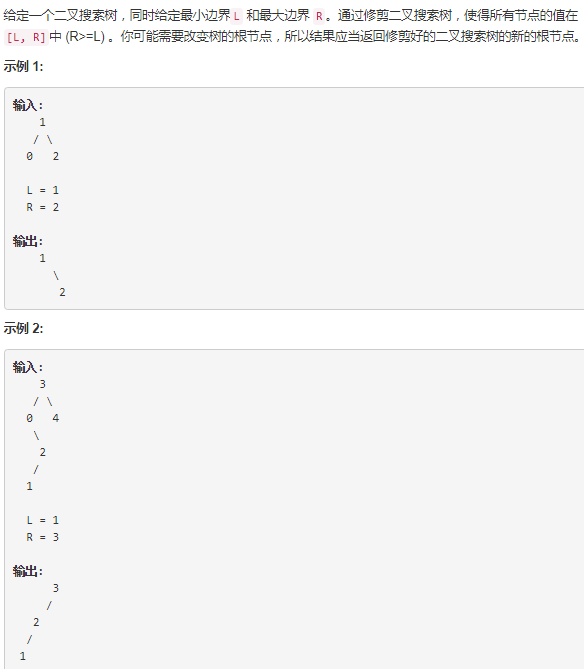 给定一个二叉搜索树，同时给定最小边界 L 和最大边界 R。通过修剪二叉搜索树，使得所有节点的值在
[L, R]中 (R>=L) 。你可能需要改变树的根节点，所以结果应当返回修剪好的二叉搜索树的新的根节点。
示例 1:
输入:
    1
   / \
  0   2
  L = 1
  R = 2
输出:
    1
      \
       2
示例 2:
输入:
    3
   / \
  0   4
   \
    2
   /
  1
  L = 1
  R = 3
输出:
      3
     /
   2
  /
 1